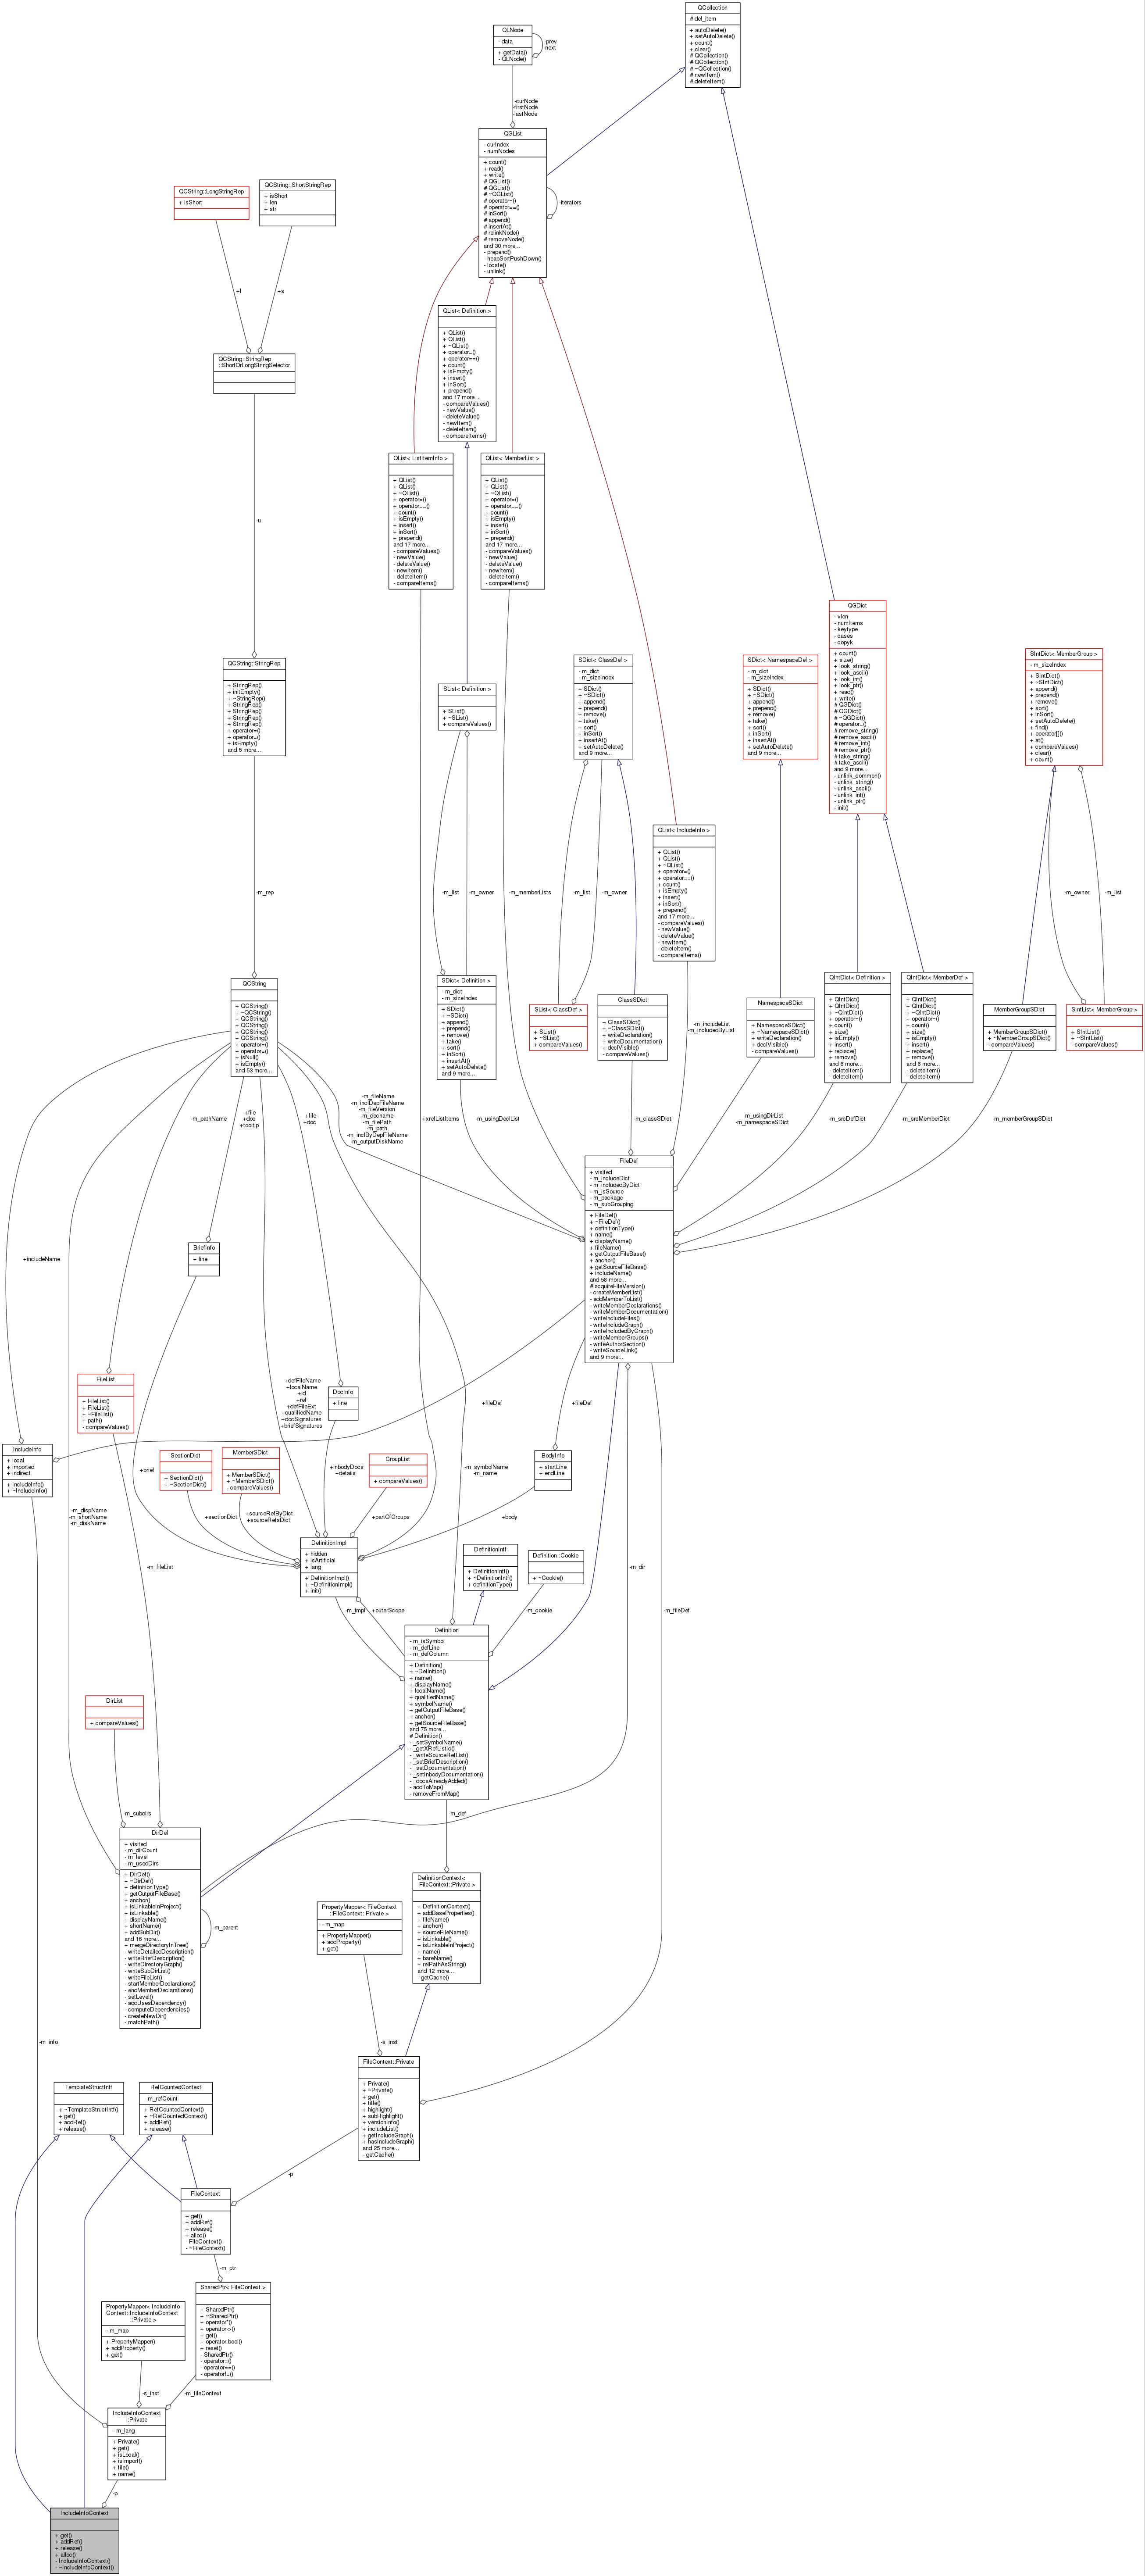 QCollection
# del_item
+ autoDelete()
+ setAutoDelete()
+ count()
+ clear()
# QCollection()
# QCollection()
# ~QCollection()
# newItem()
# deleteItem()
QLNode
- data
+ getData()
- QLNode()
-prev
-next
-curNode
-firstNode
-lastNode
QGList
- curIndex
- numNodes
+ count()
+ read()
+ write()
# QGList()
# QGList()
# ~QGList()
# operator=()
# operator==()
# inSort()
# append()
# insertAt()
# relinkNode()
# removeNode()
and 30 more...
- prepend()
- heapSortPushDown()
- locate()
- unlink()
-iterators
QCString::LongStringRep
+ isShort
QCString::ShortStringRep
+ isShort
+ len
+ str
+l
+s
QCString::StringRep
::ShortOrLongStringSelector
QList< Definition >
+ QList()
+ QList()
+ ~QList()
+ operator=()
+ operator==()
+ count()
+ isEmpty()
+ insert()
+ inSort()
+ prepend()
and 17 more...
- compareValues()
- newValue()
- deleteValue()
- newItem()
- deleteItem()
- compareItems()
QList< ListItemInfo >
+ QList()
+ QList()
+ ~QList()
+ operator=()
+ operator==()
+ count()
+ isEmpty()
+ insert()
+ inSort()
+ prepend()
and 17 more...
- compareValues()
- newValue()
- deleteValue()
- newItem()
- deleteItem()
- compareItems()
QList< MemberList >
+ QList()
+ QList()
+ ~QList()
+ operator=()
+ operator==()
+ count()
+ isEmpty()
+ insert()
+ inSort()
+ prepend()
and 17 more...
- compareValues()
- newValue()
- deleteValue()
- newItem()
- deleteItem()
- compareItems()
-u
QGDict
- vlen
- numItems
- keytype
- cases
- copyk
+ count()
+ size()
+ look_string()
+ look_ascii()
+ look_int()
+ look_ptr()
+ read()
+ write()
# QGDict()
# QGDict()
# ~QGDict()
# operator=()
# remove_string()
# remove_ascii()
# remove_int()
# remove_ptr()
# take_string()
# take_ascii()
and 9 more...
- unlink_common()
- unlink_string()
- unlink_ascii()
- unlink_int()
- unlink_ptr()
- init()
QCString::StringRep
+ StringRep()
+ initEmpty()
+ ~StringRep()
+ StringRep()
+ StringRep()
+ StringRep()
+ StringRep()
+ operator=()
+ operator=()
+ isEmpty()
and 6 more...
SList< Definition >
+ SList()
+ ~SList()
+ compareValues()
SDict< ClassDef >
- m_dict
- m_sizeIndex
+ SDict()
+ ~SDict()
+ append()
+ prepend()
+ remove()
+ take()
+ sort()
+ inSort()
+ insertAt()
+ setAutoDelete()
and 9 more...
SDict< NamespaceDef >
- m_dict
- m_sizeIndex
+ SDict()
+ ~SDict()
+ append()
+ prepend()
+ remove()
+ take()
+ sort()
+ inSort()
+ insertAt()
+ setAutoDelete()
and 9 more...
SIntDict< MemberGroup >
- m_sizeIndex
+ SIntDict()
+ ~SIntDict()
+ append()
+ prepend()
+ remove()
+ sort()
+ inSort()
+ setAutoDelete()
+ find()
+ operator[]()
+ at()
+ compareValues()
+ clear()
+ count()
QList< IncludeInfo >
+ QList()
+ QList()
+ ~QList()
+ operator=()
+ operator==()
+ count()
+ isEmpty()
+ insert()
+ inSort()
+ prepend()
and 17 more...
- compareValues()
- newValue()
- deleteValue()
- newItem()
- deleteItem()
- compareItems()
-m_rep
-m_list
-m_owner
-m_memberLists
-m_list
-m_owner
-m_owner
-m_list
QCString
+ QCString()
+ ~QCString()
+ QCString()
+ QCString()
+ QCString()
+ QCString()
+ operator=()
+ operator=()
+ isNull()
+ isEmpty()
and 53 more...
SDict< Definition >
- m_dict
- m_sizeIndex
+ SDict()
+ ~SDict()
+ append()
+ prepend()
+ remove()
+ take()
+ sort()
+ inSort()
+ insertAt()
+ setAutoDelete()
and 9 more...
SList< ClassDef >
+ SList()
+ ~SList()
+ compareValues()
ClassSDict
+ ClassSDict()
+ ~ClassSDict()
+ writeDeclaration()
+ writeDocumentation()
+ declVisible()
- compareValues()
NamespaceSDict
+ NamespaceSDict()
+ ~NamespaceSDict()
+ writeDeclaration()
+ declVisible()
- compareValues()
QIntDict< Definition >
+ QIntDict()
+ QIntDict()
+ ~QIntDict()
+ operator=()
+ count()
+ size()
+ isEmpty()
+ insert()
+ replace()
+ remove()
and 6 more...
- deleteItem()
- deleteItem()
QIntDict< MemberDef >
+ QIntDict()
+ QIntDict()
+ ~QIntDict()
+ operator=()
+ count()
+ size()
+ isEmpty()
+ insert()
+ replace()
+ remove()
and 6 more...
- deleteItem()
- deleteItem()
MemberGroupSDict
+ MemberGroupSDict()
+ ~MemberGroupSDict()
- compareValues()
SIntList< MemberGroup >
+ SIntList()
+ ~SIntList()
- compareValues()
-m_includeList
-m_includedByList
-m_pathName
+file
+doc
+tooltip
+file
+doc
-m_fileName
-m_inclDepFileName
-m_fileVersion
-m_docname
-m_filePath
-m_path
-m_inclByDepFileName
-m_outputDiskName
+xrefListItems
-m_usingDeclList
-m_classSDict
-m_usingDirList
-m_namespaceSDict
-m_srcDefDict
-m_srcMemberDict
-m_memberGroupSDict
FileDef
+ visited
- m_includeDict
- m_includedByDict
- m_isSource
- m_package
- m_subGrouping
+ FileDef()
+ ~FileDef()
+ definitionType()
+ name()
+ displayName()
+ fileName()
+ getOutputFileBase()
+ anchor()
+ getSourceFileBase()
+ includeName()
and 58 more...
# acquireFileVersion()
- createMemberList()
- addMemberToList()
- writeMemberDeclarations()
- writeMemberDocumentation()
- writeIncludeFiles()
- writeIncludeGraph()
- writeIncludedByGraph()
- writeMemberGroups()
- writeAuthorSection()
- writeSourceLink()
and 9 more...
+includeName
BriefInfo
+ line
FileList
+ FileList()
+ FileList()
+ ~FileList()
+ path()
- compareValues()
+defFileName
+localName
+id
+ref
+defFileExt
+qualifiedName
+docSignatures
+briefSignatures
DocInfo
+ line
+fileDef
+fileDef
IncludeInfo
+ local
+ imported
+ indirect
+ IncludeInfo()
+ ~IncludeInfo()
+brief
SectionDict
+ SectionDict()
+ ~SectionDict()
MemberSDict
+ MemberSDict()
+ ~MemberSDict()
- compareValues()
+inbodyDocs
+details
GroupList
+ compareValues()
-m_symbolName
-m_name
BodyInfo
+ startLine
+ endLine
-m_dispName
-m_shortName
-m_diskName
+sectionDict
+sourceRefByDict
+sourceRefsDict
+partOfGroups
+body
-m_fileList
DefinitionImpl
+ hidden
+ isArtificial
+ lang
+ DefinitionImpl()
+ ~DefinitionImpl()
+ init()
DefinitionIntf
+ DefinitionIntf()
+ ~DefinitionIntf()
+ definitionType()
Definition::Cookie
+ ~Cookie()
-m_dir
-m_impl
+outerScope
-m_cookie
-m_fileDef
Definition
- m_isSymbol
- m_defLine
- m_defColumn
+ Definition()
+ ~Definition()
+ name()
+ displayName()
+ localName()
+ qualifiedName()
+ symbolName()
+ getOutputFileBase()
+ anchor()
+ getSourceFileBase()
and 75 more...
# Definition()
- _setSymbolName()
- _getXRefListId()
- _writeSourceRefList()
- _setBriefDescription()
- _setDocumentation()
- _setInbodyDocumentation()
- _docsAlreadyAdded()
- addToMap()
- removeFromMap()
DirList
+ compareValues()
-m_subdirs
-m_def
DirDef
+ visited
- m_dirCount
- m_level
- m_usedDirs
+ DirDef()
+ ~DirDef()
+ definitionType()
+ getOutputFileBase()
+ anchor()
+ isLinkableInProject()
+ isLinkable()
+ displayName()
+ shortName()
+ addSubDir()
and 16 more...
+ mergeDirectoryInTree()
- writeDetailedDescription()
- writeBriefDescription()
- writeDirectoryGraph()
- writeSubDirList()
- writeFileList()
- startMemberDeclarations()
- endMemberDeclarations()
- setLevel()
- addUsesDependency()
- computeDependencies()
- createNewDir()
- matchPath()
-m_parent
PropertyMapper< FileContext
::FileContext::Private >
- m_map
+ PropertyMapper()
+ addProperty()
+ get()
DefinitionContext<
FileContext::Private >
+ DefinitionContext()
+ addBaseProperties()
+ fileName()
+ anchor()
+ sourceFileName()
+ isLinkable()
+ isLinkableInProject()
+ name()
+ bareName()
+ relPathAsString()
and 12 more...
- getCache()
-m_info
-s_inst
FileContext::Private
+ Private()
+ ~Private()
+ get()
+ title()
+ highlight()
+ subHighlight()
+ versionInfo()
+ includeList()
+ getIncludeGraph()
+ hasIncludeGraph()
and 25 more...
- getCache()
TemplateStructIntf
+ ~TemplateStructIntf()
+ get()
+ addRef()
+ release()
RefCountedContext
- m_refCount
+ RefCountedContext()
+ ~RefCountedContext()
+ addRef()
+ release()
-p
FileContext
+ get()
+ addRef()
+ release()
+ alloc()
- FileContext()
- ~FileContext()
-m_ptr
SharedPtr< FileContext >
+ SharedPtr()
+ ~SharedPtr()
+ operator*()
+ operator->()
+ get()
+ operator bool()
+ reset()
- SharedPtr()
- operator=()
- operator==()
- operator!=()
PropertyMapper< IncludeInfo
Context::IncludeInfoContext
::Private >
- m_map
+ PropertyMapper()
+ addProperty()
+ get()
-s_inst
-m_fileContext
IncludeInfoContext
::Private
- m_lang
+ Private()
+ get()
+ isLocal()
+ isImport()
+ file()
+ name()
-p
IncludeInfoContext
+ get()
+ addRef()
+ release()
+ alloc()
- IncludeInfoContext()
- ~IncludeInfoContext()